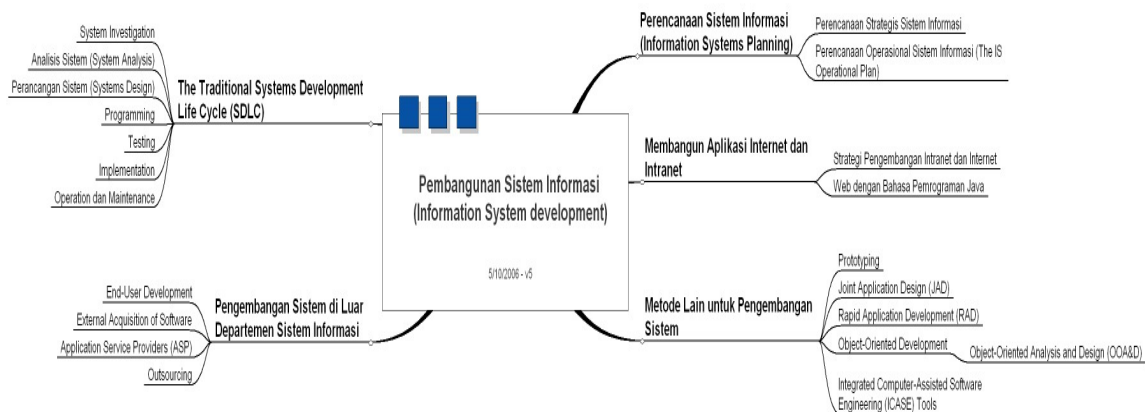 Pembangunan Sistem Informasi
(Information System development)
5/10/2006 - v5
Perencanaan Sistem Informasi
(Information Systems Planning)
Perencanaan Strategis Sistem Informasi
Perencanaan Operasional Sistem Informasi (The IS
Operational Plan)
Membangun Aplikasi Internet dan
Intranet
Strategi Pengembangan Intranet dan Internet
Web dengan Bahasa Pemrograman Java
Metode Lain untuk Pengembangan
Sistem
Prototyping
Joint Application Design (JAD)
Rapid Application Development (RAD)
Object-Oriented Development
Object-Oriented Analysis and Design (OOA&D)
Integrated Computer-Assisted Software
Engineering (ICASE) Tools
The Traditional Systems Development
Life Cycle (SDLC)
System Investigation
Analisis Sistem (System Analysis)
Perancangan Sistem (Systems Design)
Programming
Testing
Implementation
Operation dan Maintenance
Pengembangan Sistem di Luar
Departemen Sistem Informasi
End-User Development
External Acquisition of Software
Application Service Providers (ASP)
Outsourcing